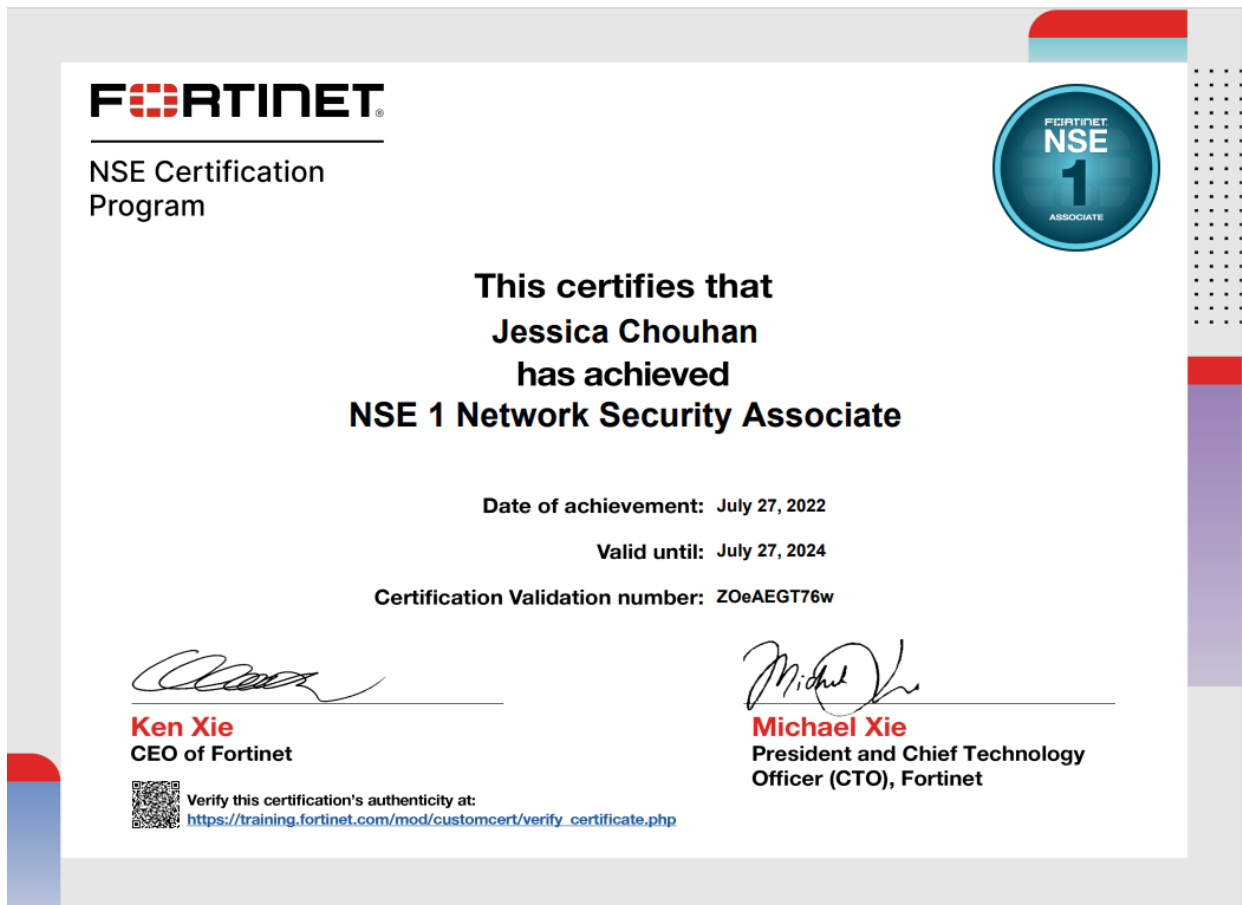 FORTINET®
NSE Certification
Program
FORTINET
NSE
1
ASSOCIATE
This certifies that
Jessica Chouhan
has achieved
NSE 1 Network Security Associate
Date of achievement: July 27, 2022
Valid until: July 27, 2024
Certification Validation number: ZOeAEGT76w
Michael
Ken Xie
CEO of Fortinet
Michael Xie
President and Chief Technology
Officer (CTO), Fortinet
Verify this certification's authenticity at:
https://training.fortinet.com/mod/customcert/verify_certificate.php